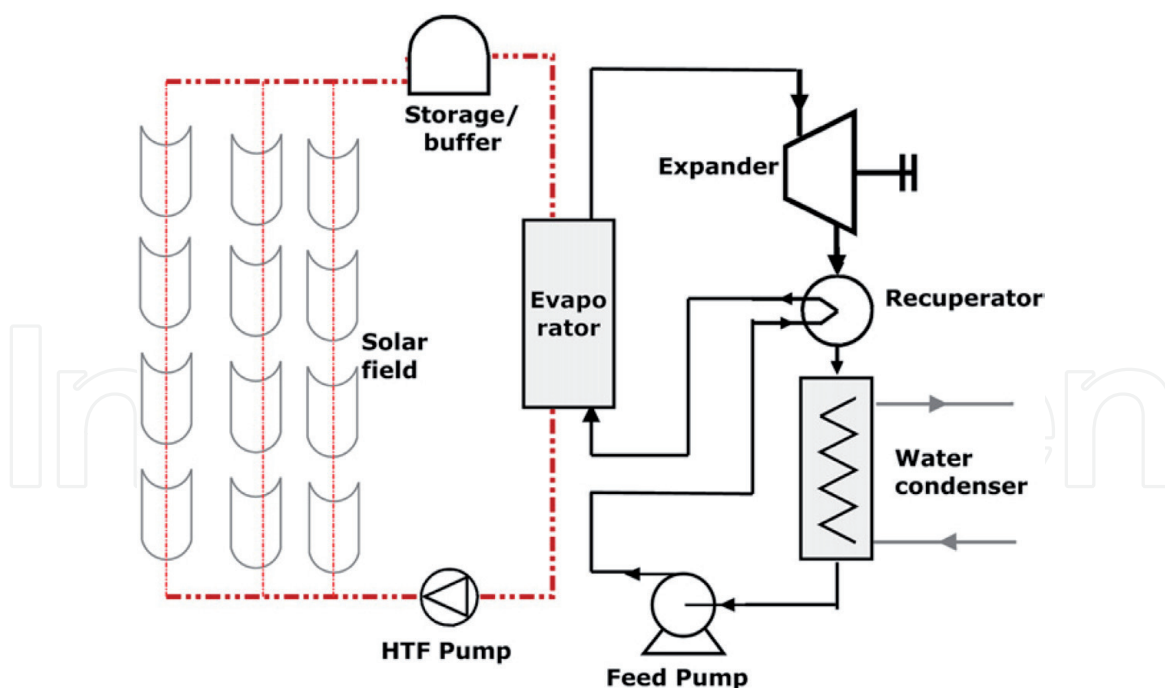 Storage/
buffer
Expander
Evapo
rator
Recuperator
Solar
field
Water
condenser
HTF Pump
Feed Pump